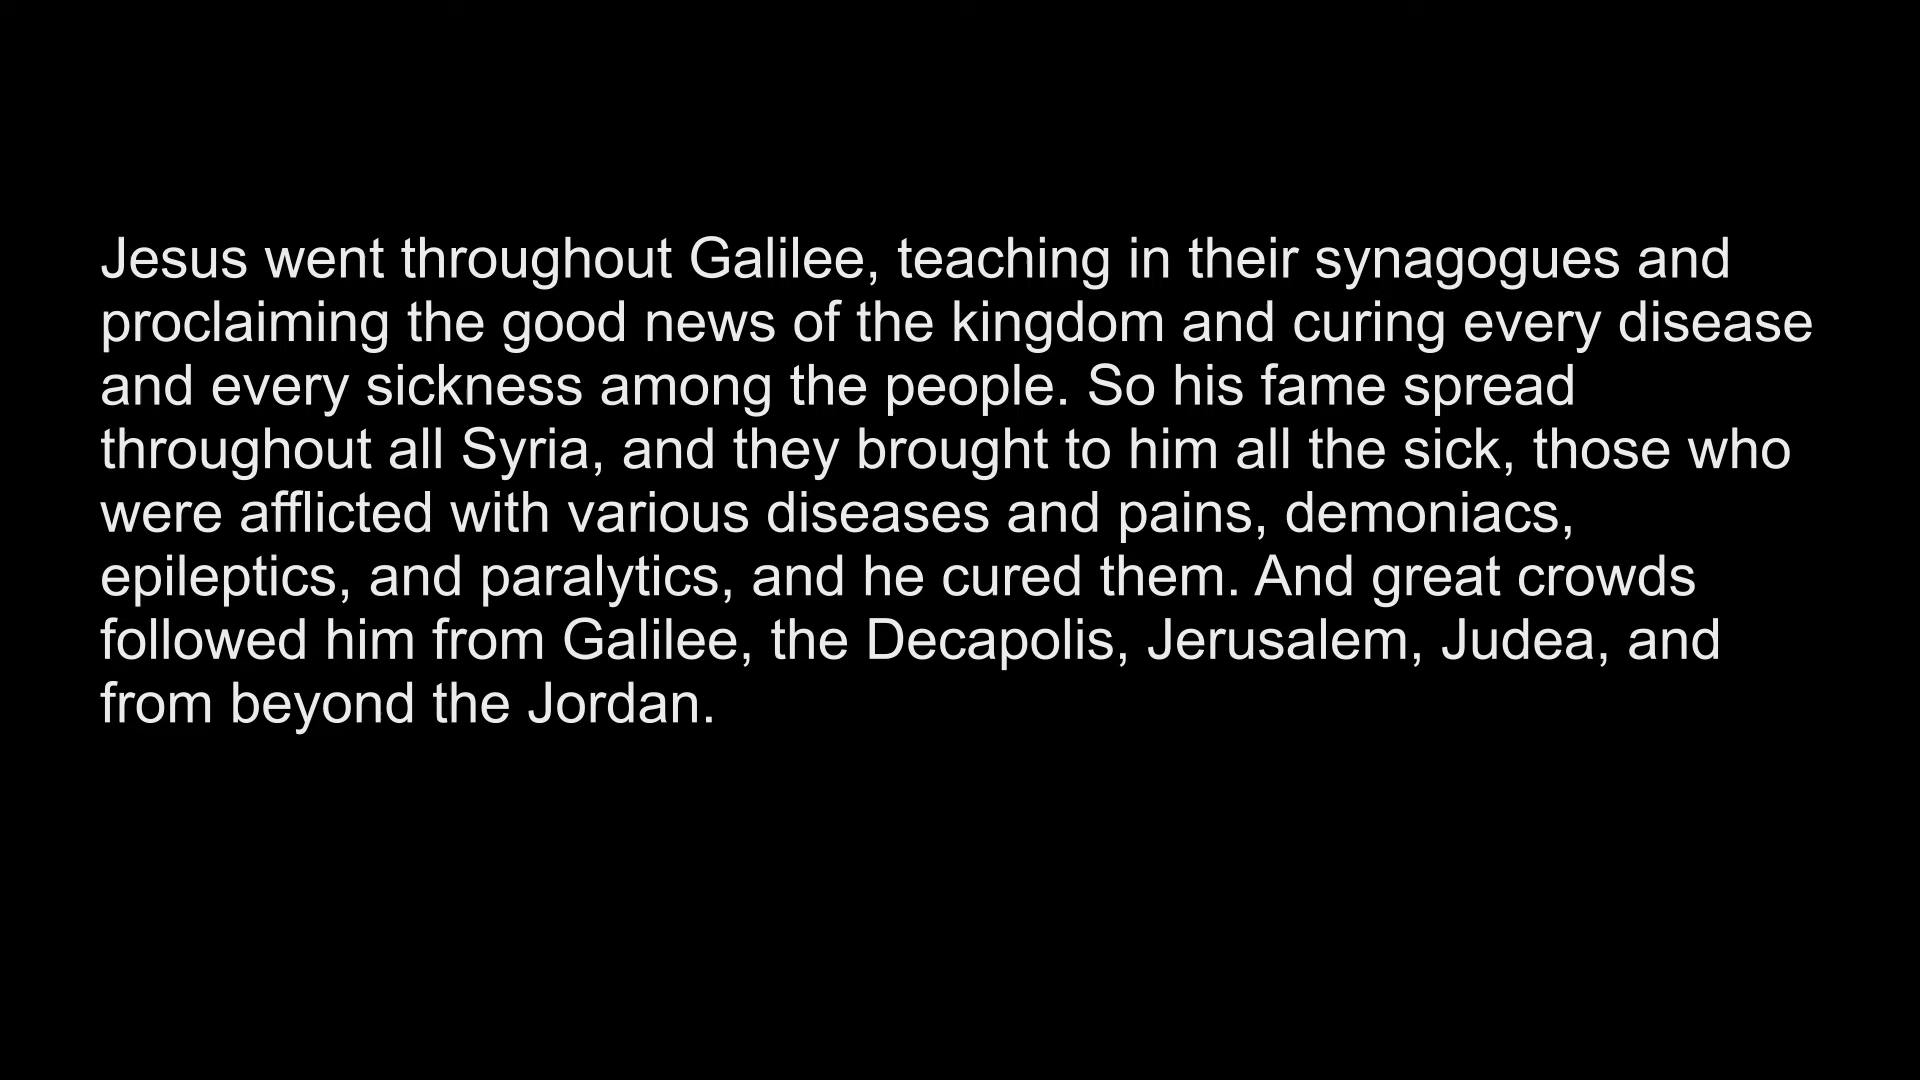 Jesus went throughout Galilee, teaching in their synagogues and
proclaiming the good news of the kingdom and curing every disease
and every sickness among the people. So his fame spread
throughout all Syria, and they brought to him all the sick, those who
were afflicted with various diseases and pains, demoniacs,
epileptics, and paralytics, and he cured them. And great crowds
followed him from Galilee, the Decapolis, Jerusalem, Judea, and
from beyond the Jordan.